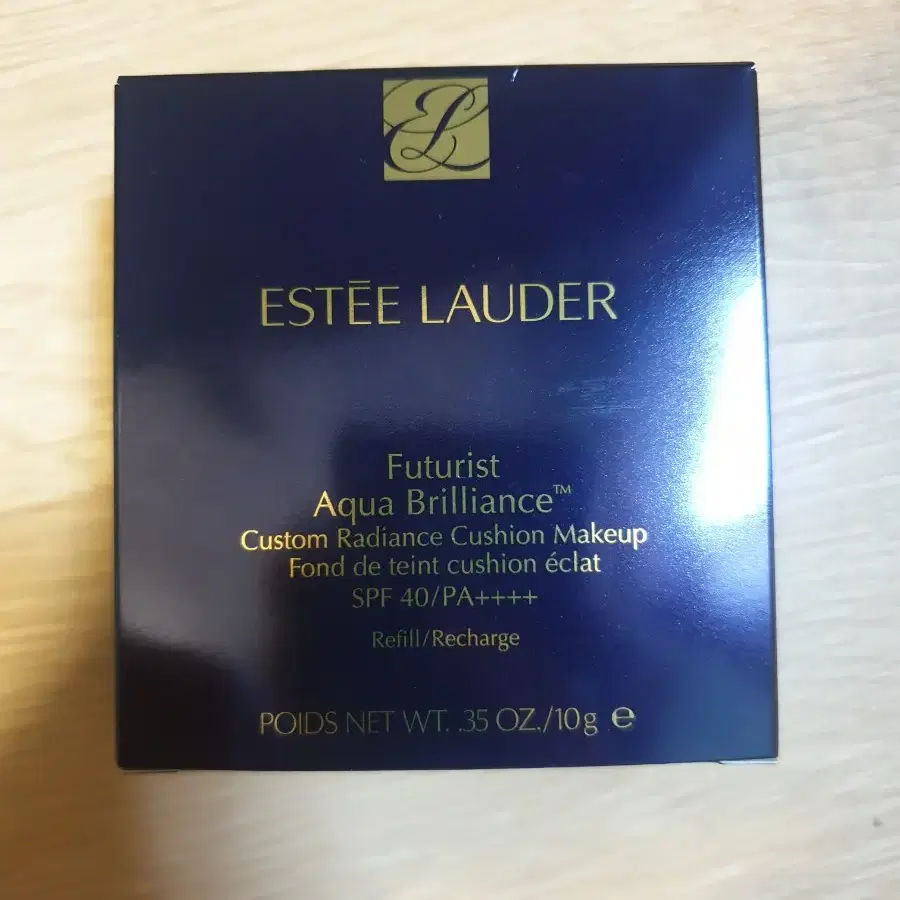 EL
ESTĒE LAUDER
Futurist
Aqua Brilliance™
Custom Radiance Cushion Makeup
Fond de teint cushion éclat
SPF 40/PA++++
Refill/Recharge
POIDS NET WT. .35 OZ./10g ℮